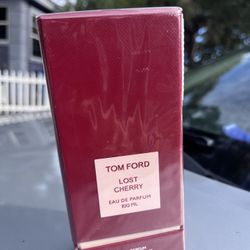 TOM FORD
LOST
CHERRY
EAU DE PARFUM
100 ML